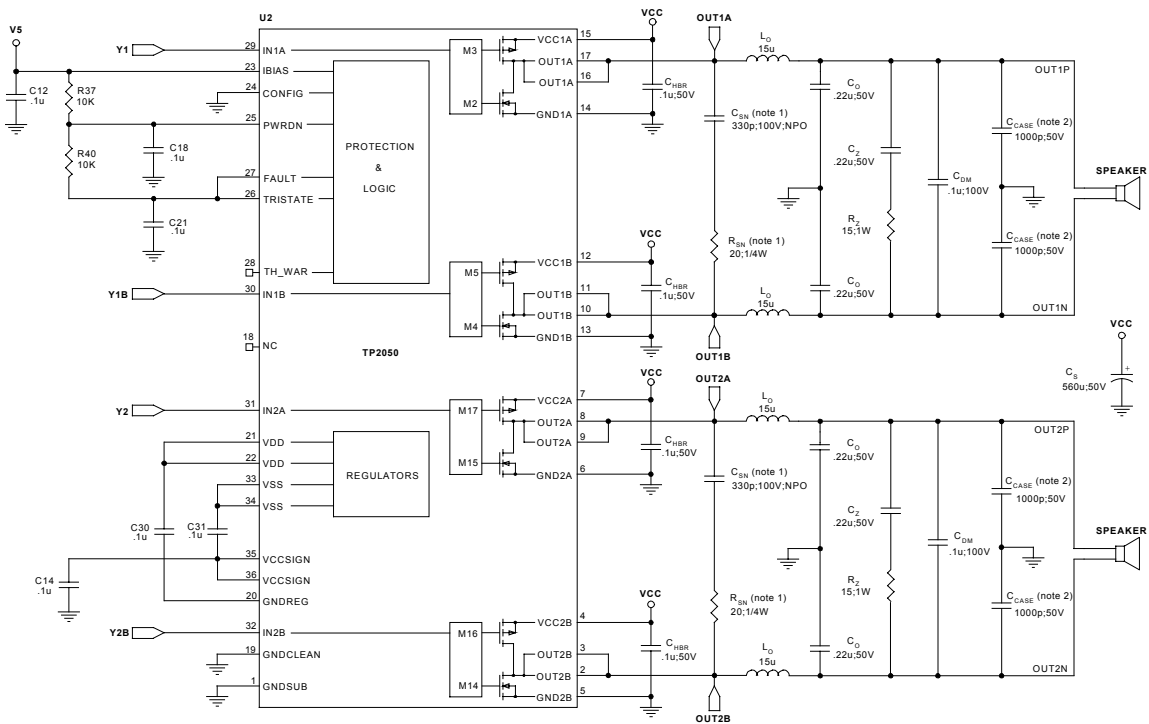 U2
V5
Y1
29 IN1A
23 IBIAS
24 CONFIG
C12
.1u
R37
10K
25 PWRDN
C18
.1u
R40
10K
27 FAULT
26 TRISTATE
C21
.1u
28 TH_WAR
Y1B
30 IN1B
18 NC
PROTECTION
&
LOGIC
M3
M2
VCC1A 15
OUT1A 17
OUT1A 16
GND1A 14
M5
M4
VCC1B 12
OUT1B 11
OUT1B 10
GND1B 13
TP2050
VCC
CHBR
.1u;50V
OUT1A
LO
15u
CSN (note 1)
330p;100V;NPO
RSN (note 1)
20;1/4W
VCC
CHBR
.1u;50V
OUT1B
LO
15u
CO
.22u;50V
CO
.22u;50V
CZ
.22u;50V
RZ
15;1W
CDM
.1u;100V
CCASE (note 2)
1000p;50V
CCASE (note 2)
1000p;50V
OUT1P
OUT1N
SPEAKER
VCC
CS
+
560u;50V
Y2
31 IN2A
21 VDD
22 VDD
33 VSS
34 VSS
C30
.1u
C31
.1u
35 VCCSIGN
36 VCCSIGN
C14
.1u
20 GNDREG
Y2B
32 IN2B
19 GNDCLEAN
1 GNDSUB
REGULATORS
M17
M15
VCC2A 7
OUT2A 8
OUT2A 9
GND2A 6
M16
M14
VCC2B 4
OUT2B 3
OUT2B 2
GND2B 5
VCC
CHBR
.1u;50V
OUT2A
LO
15u
CSN (note 1)
330p;100V;NPO
RSN (note 1)
20;1/4W
VCC
CHBR
.1u;50V
OUT2B
LO
15u
CO
.22u;50V
CO
.22u;50V
CZ
.22u;50V
RZ
15;1W
CDM
.1u;100V
CCASE (note 2)
1000p;50V
CCASE (note 2)
1000p;50V
OUT2P
OUT2N
SPEAKER